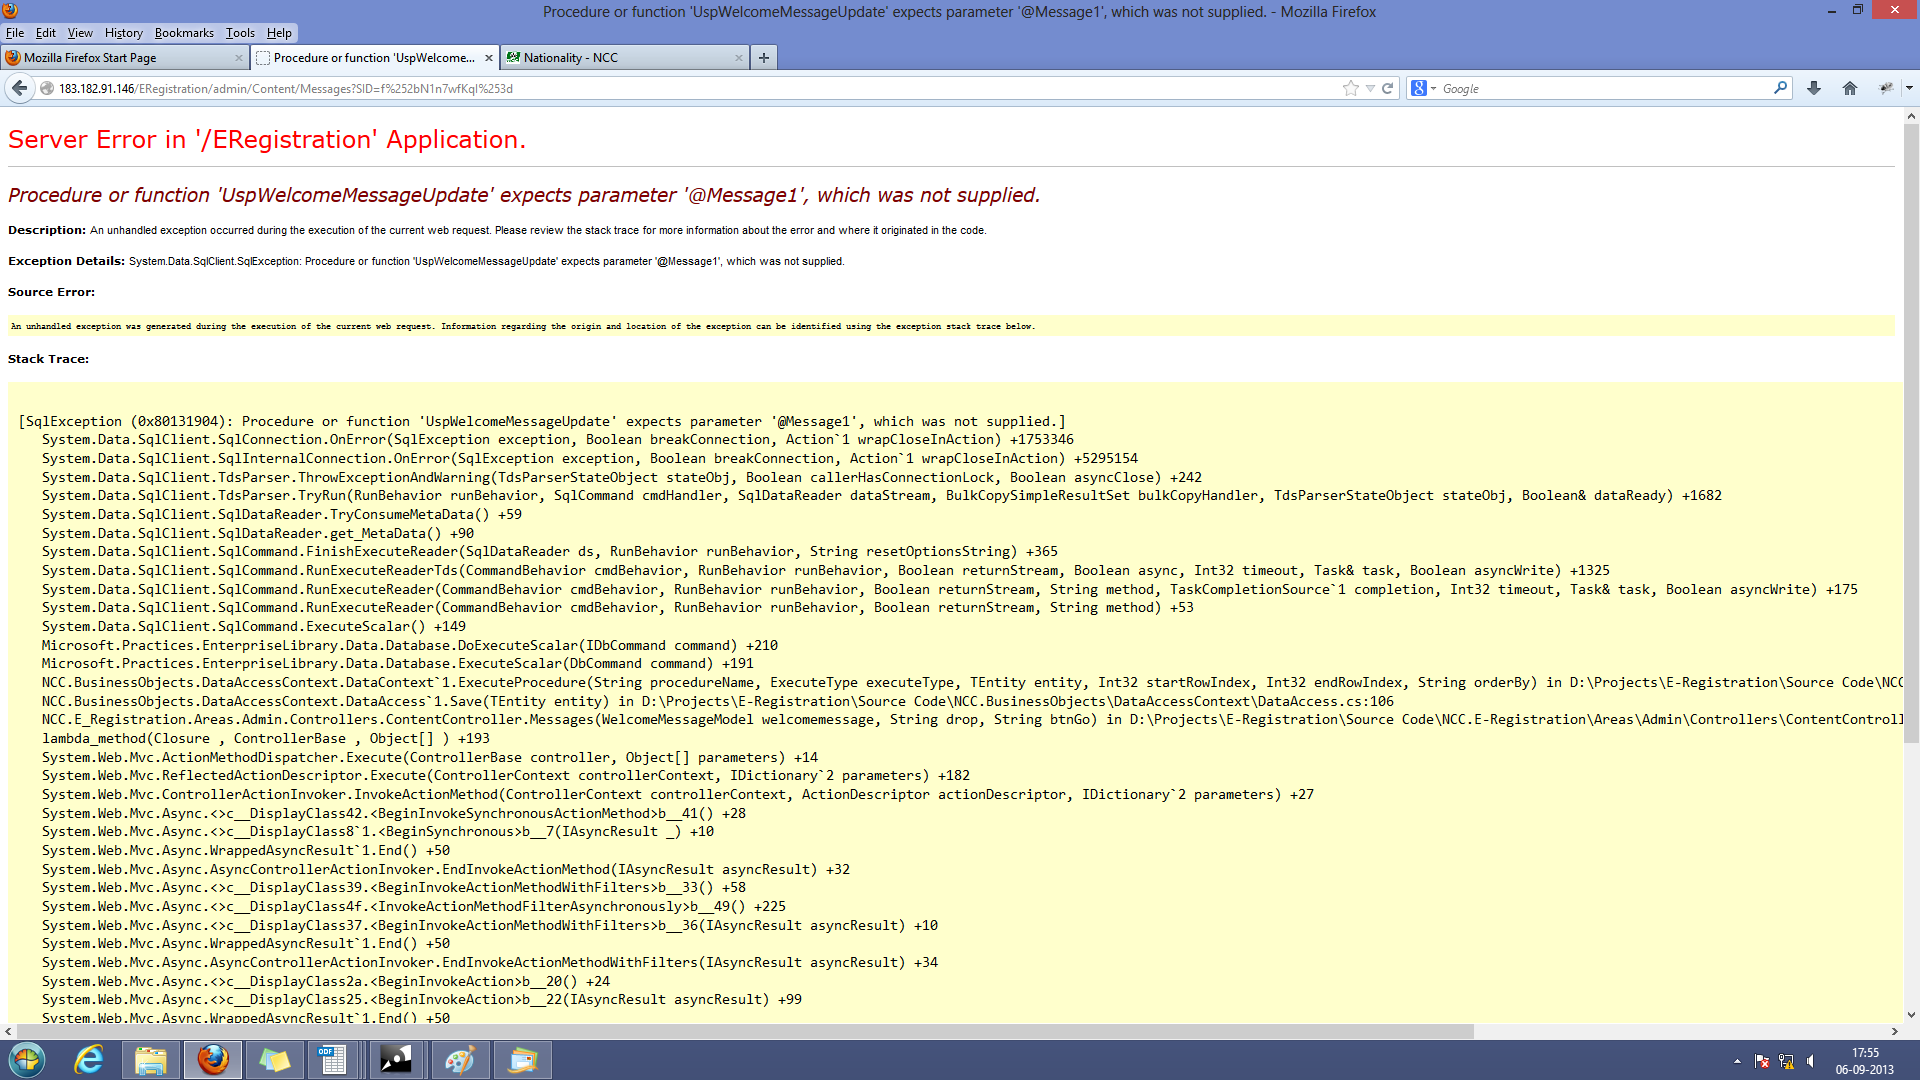 Procedure or function 'UspWelcomeMessageUpdate' expects parameter '@Message1', which was not supplied. - Mozilla Firefox
File Edit View History Bookmarks Tools Help
Mozilla Firefox Start Page
Procedure or function 'UspWelcome...
Nationality - NCC
183.182.91.146/ERegistration/admin/Content/Messages?SID=f%252bN1n7wfKqI%253d
Google
Server Error in '/ERegistration' Application.
Procedure or function 'UspWelcomeMessageUpdate' expects parameter '@Message1', which was not supplied.
Description: An unhandled exception occurred during the execution of the current web request. Please review the stack trace for more information about the error and where it originated in the code.
Exception Details: System.Data.SqlClient.SqlException: Procedure or function 'UspWelcomeMessageUpdate' expects parameter '@Message1', which was not supplied.
Source Error:
An unhandled exception was generated during the execution of the current web request. Information regarding the origin and location of the exception can be identified using the exception stack trace below.
Stack Trace:
[SqlException (0x80131904): Procedure or function 'UspWelcomeMessageUpdate' expects parameter '@Message1', which was not supplied.]
System.Data.SqlClient.SqlConnection.OnError(SqlException exception, Boolean breakConnection, Action`1 wrapCloseInAction) +1753346
System.Data.SqlClient.SqlInternalConnection.OnError(SqlException exception, Boolean breakConnection, Action`1 wrapCloseInAction) +5295154
System.Data.SqlClient.TdsParser.ThrowExceptionAndWarning(TdsParserStateObject stateObj, Boolean callerHasConnectionLock, Boolean asyncClose) +242
System.Data.SqlClient.TdsParser.TryRun(RunBehavior runBehavior, SqlCommand cmdHandler, SqlDataReader dataStream, BulkCopySimpleResultSet bulkCopyHandler, TdsParserStateObject stateObj, Boolean& dataReady) +1682
System.Data.SqlClient.SqlDataReader.TryConsumeMetaData() +59
System.Data.SqlClient.SqlDataReader.get_MetaData() +90
System.Data.SqlClient.SqlCommand.FinishExecuteReader(SqlDataReader ds, RunBehavior runBehavior, String resetOptionsString) +365
System.Data.SqlClient.SqlCommand.RunExecuteReaderTds(CommandBehavior cmdBehavior, RunBehavior runBehavior, Boolean returnStream, Boolean async, Int32 timeout, Task& task, Boolean asyncWrite) +1325
System.Data.SqlClient.SqlCommand.RunExecuteReader(CommandBehavior cmdBehavior, RunBehavior runBehavior, Boolean returnStream, String method, TaskCompletionSource`1 completion, Int32 timeout, Task& task, Boolean asyncWrite) +175
System.Data.SqlClient.SqlCommand.RunExecuteReader(CommandBehavior cmdBehavior, RunBehavior runBehavior, Boolean returnStream, String method) +53
System.Data.SqlClient.SqlCommand.ExecuteScalar() +149
Microsoft.Practices.EnterpriseLibrary.Data.Database.DoExecuteScalar(IDbCommand command) +210
Microsoft.Practices.EnterpriseLibrary.Data.Database.ExecuteScalar(DbCommand command) +191
NCC.BusinessObjects.DataAccessContext.DataContext`1.ExecuteProcedure(String procedureName, ExecuteType executeType, TEntity entity, Int32 startRowIndex, Int32 endRowIndex, String orderBy) in D:\Projects\E-Registration\Source Code\NCC
NCC.BusinessObjects.DataAccessContext.DataAccess`1.Save(TEntity entity) in D:\Projects\E-Registration\Source Code\NCC.BusinessObjects\DataAccessContext\DataAccess.cs:106
NCC.E_Registration.Areas.Admin.Controllers.ContentController.Messages(WelcomeMessageModel welcomemessage, String drop, String btnGo) in D:\Projects\E-Registration\Source Code\NCC.E-Registration\Areas\Admin\Controllers\ContentControll
lambda_method(Closure , ControllerBase , Object[] ) +193
System.Web.Mvc.ActionMethodDispatcher.Execute(ControllerBase controller, Object[] parameters) +14
System.Web.Mvc.ReflectedActionDescriptor.Execute(ControllerContext controllerContext, IDictionary`2 parameters) +182
System.Web.Mvc.ControllerActionInvoker.InvokeActionMethod(ControllerContext controllerContext, ActionDescriptor actionDescriptor, IDictionary`2 parameters) +27
System.Web.Mvc.Async.<>c__DisplayClass42.<BeginInvokeSynchronousActionMethod>b__41() +28
System.Web.Mvc.Async.<>c__DisplayClass8`1.<BeginSynchronous>b__7(IAsyncResult _) +10
System.Web.Mvc.Async.WrappedAsyncResult`1.End() +50
System.Web.Mvc.Async.AsyncControllerActionInvoker.EndInvokeActionMethod(IAsyncResult asyncResult) +32
System.Web.Mvc.Async.<>c__DisplayClass39.<BeginInvokeActionMethodWithFilters>b__33() +58
System.Web.Mvc.Async.<>c__DisplayClass4f.<InvokeActionMethodFilterAsynchronously>b__49() +225
System.Web.Mvc.Async.<>c__DisplayClass37.<BeginInvokeActionMethodWithFilters>b__36(IAsyncResult asyncResult) +10
System.Web.Mvc.Async.WrappedAsyncResult`1.End() +50
System.Web.Mvc.Async.AsyncControllerActionInvoker.EndInvokeActionMethodWithFilters(IAsyncResult asyncResult) +34
System.Web.Mvc.Async.<>c__DisplayClass2a.<BeginInvokeAction>b__20() +24
System.Web.Mvc.Async.<>c__DisplayClass25.<BeginInvokeAction>b__22(IAsyncResult asyncResult) +99
System.Web.Mvc.Async.WrappedAsyncResult`1.End() +50
ODF
17:55
06-09-2013